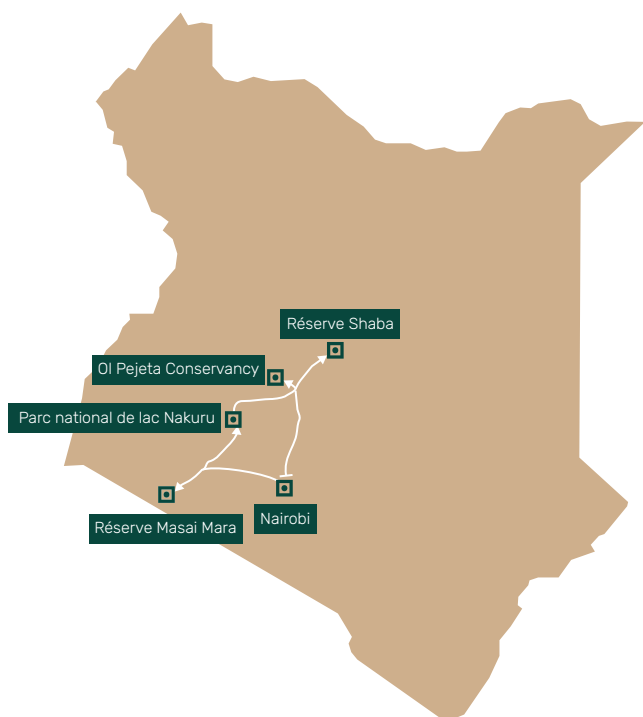 Réserve Shaba
Ol Pejeta Conservancy
Parc national de lac Nakuru
Réserve Masai Mara
Nairobi